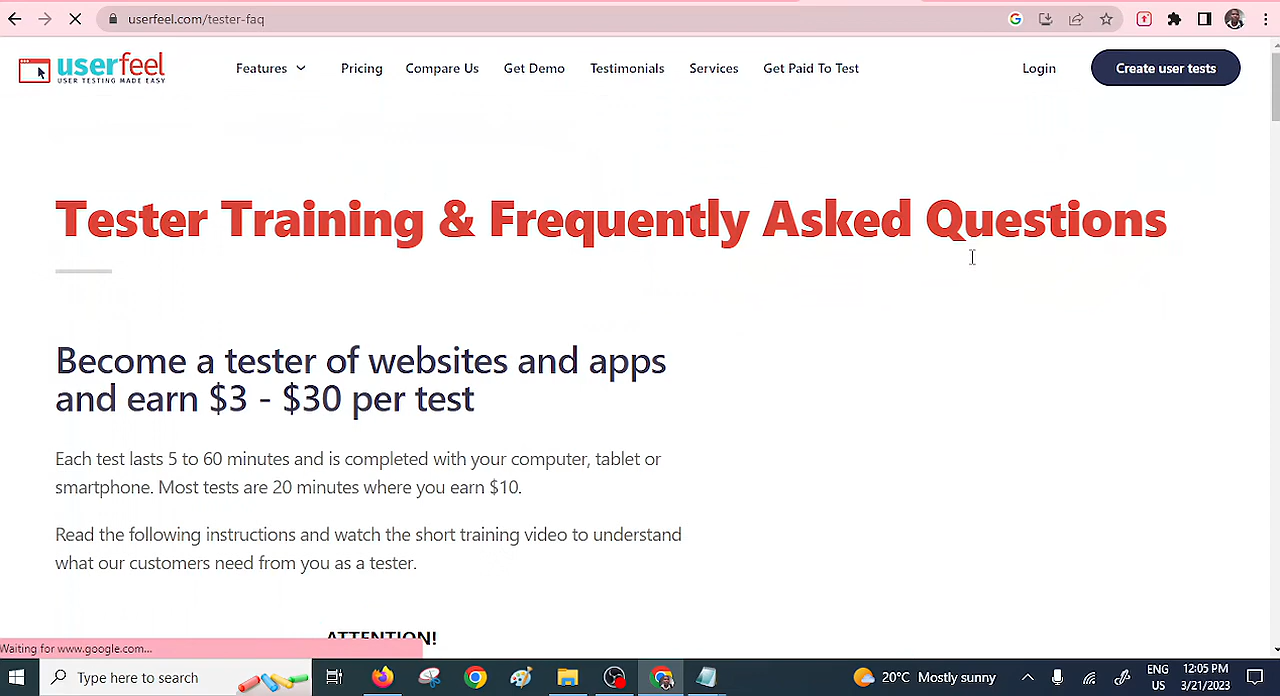 userfeel.com/tester-faq
userfeel
USER TESTING MADE EASY
Features
Pricing
Compare Us
Get Demo
Testimonials
Services
Get Paid To Test
Login
Create user tests
Tester Training & Frequently Asked Questions
Become a tester of websites and apps
and earn $3 - $30 per test
Each test lasts 5 to 60 minutes and is completed with your computer, tablet or
smartphone. Most tests are 20 minutes where you earn $10.
Read the following instructions and watch the short training video to understand
what our customers need from you as a tester.
ATTENTION!
Waiting for www.google.com...
Type here to search
20°C Mostly sunny
ENG
US
12:05 PM
3/21/2023